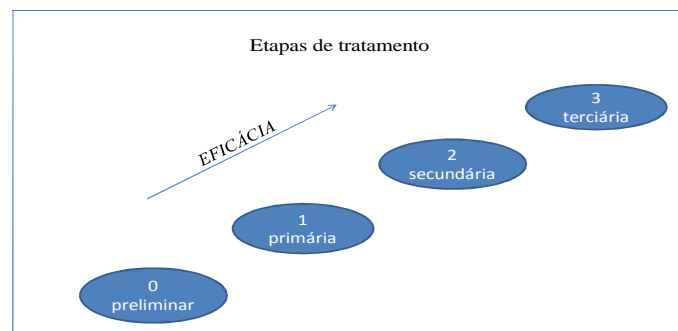 Etapas de tratamento
EFICÁCIA
3
terciária
2
secundária
1
primária
0
preliminar